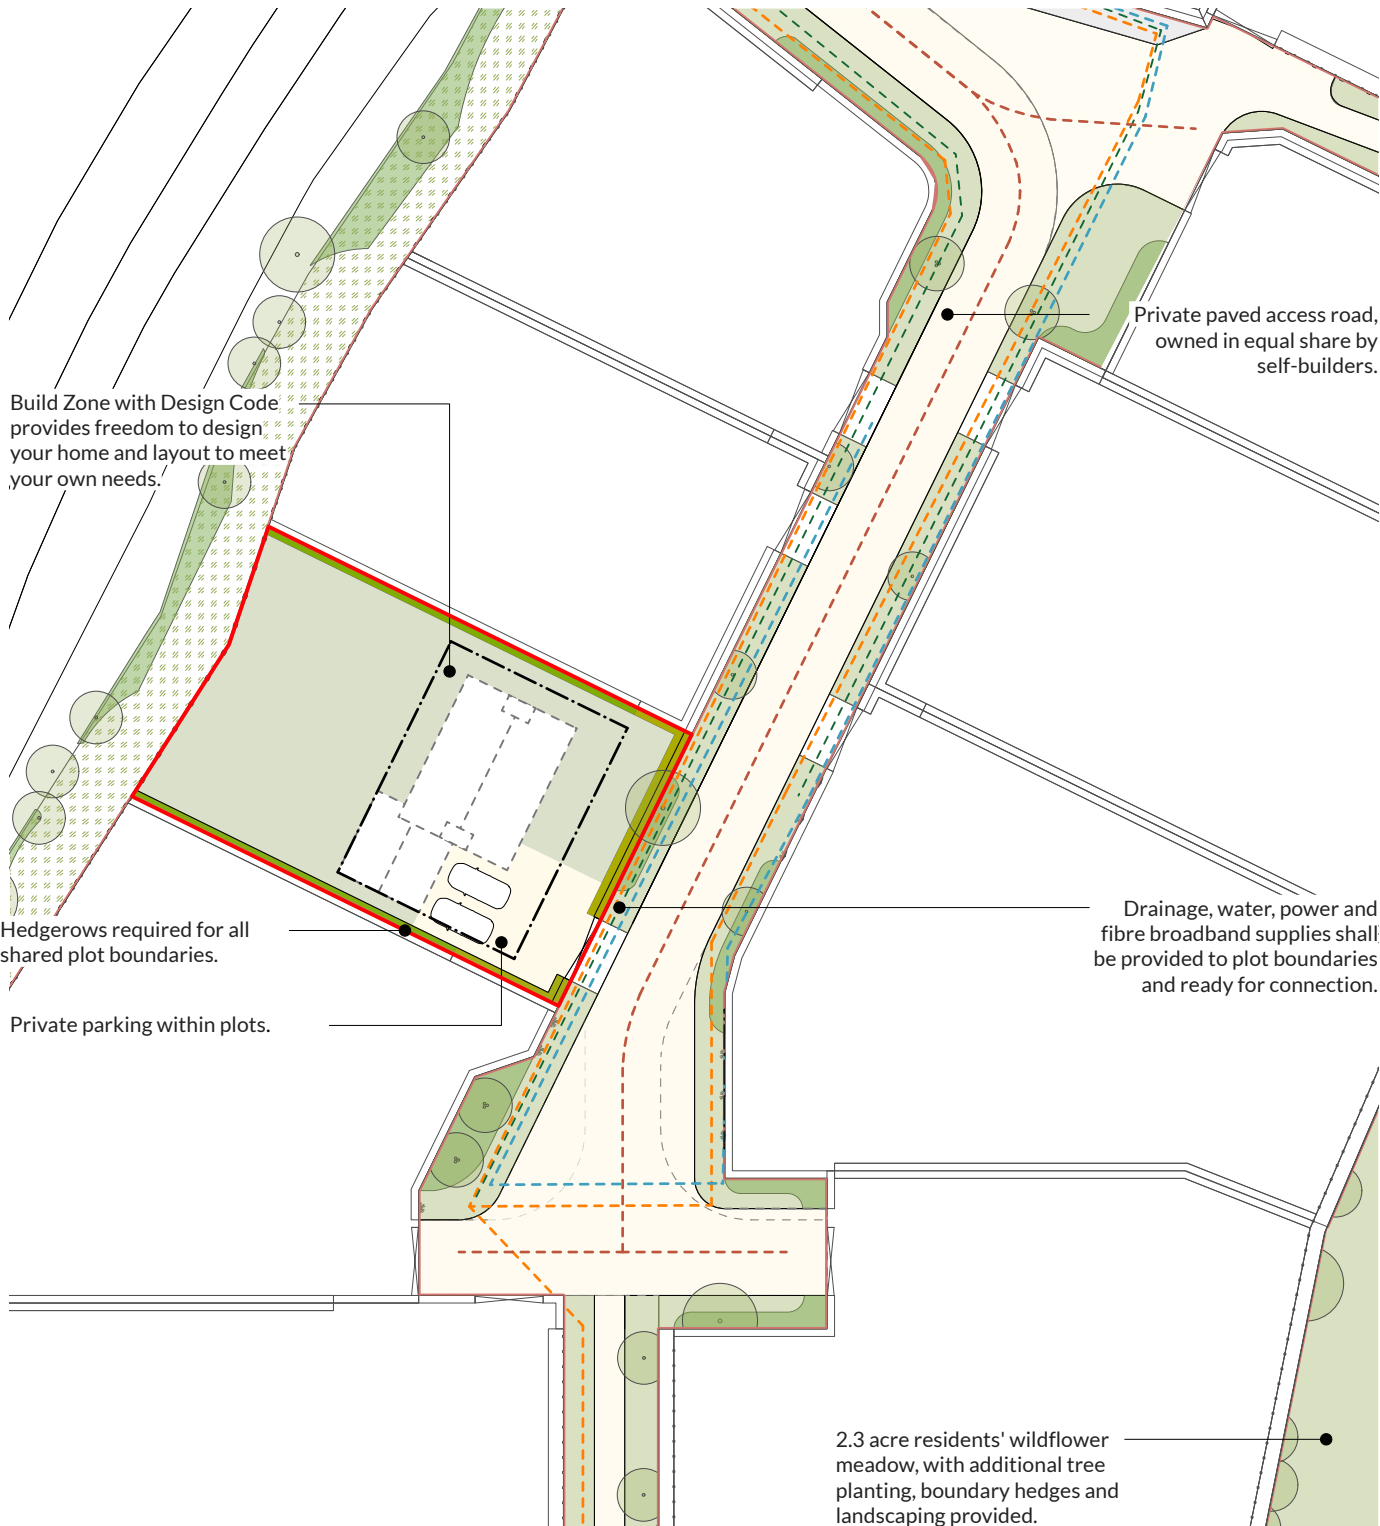 Private paved access road,
owned in equal share by
self-builders.
Build Zone with Design Code
provides freedom to design
your home and layout to meet
your own needs.
Hedgerows required for all
shared plot boundaries.
Drainage, water, power and
fibre broadband supplies shall
be provided to plot boundaries
and ready for connection.
Private parking within plots.
2.3 acre residents' wildflower
meadow, with additional tree
planting, boundary hedges and
landscaping provided.